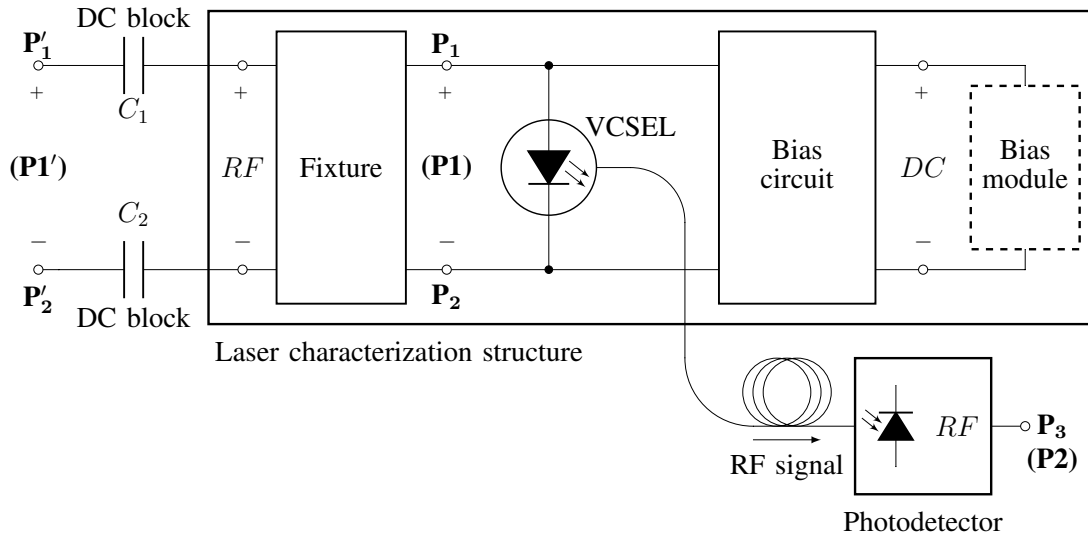 DC block
P′₁
+
C₁
(P1′)
C₂
−
P′₂
DC block
+
RF
−
Fixture
P₁
+
(P1)
−
P₂
VCSEL
Bias
circuit
+
DC
−
Bias
module
Laser characterization structure
RF signal
RF
P₃
(P2)
Photodetector